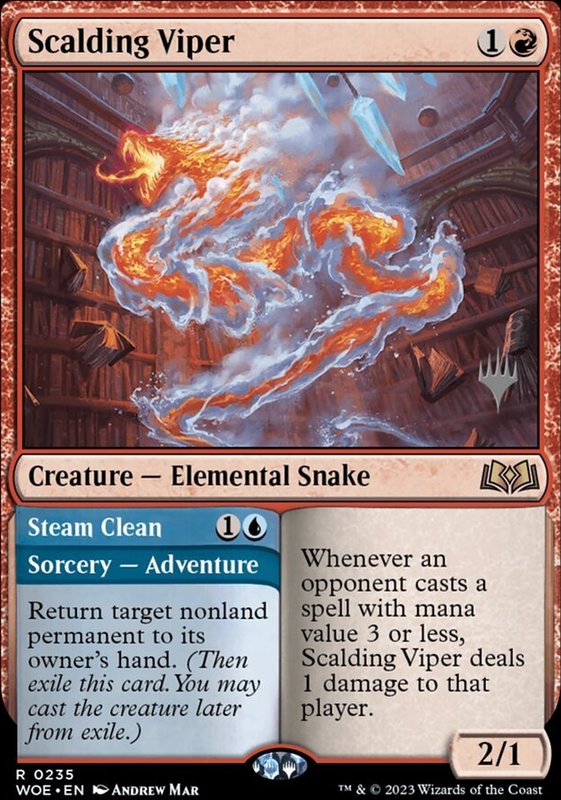 Scalding Viper 1
Creature — Elemental Snake
Steam Clean 1
Sorcery — Adventure
Return target nonland
permanent to its
owner's hand. (Then
exile this card. You may
cast the creature later
from exile.)
Whenever an
opponent casts a
spell with mana
value 3 or less,
Scalding Viper deals
1 damage to that
player.
2/1
R 0235
WOE • EN Andrew Mar
™ & © 2023 Wizards of the Coast